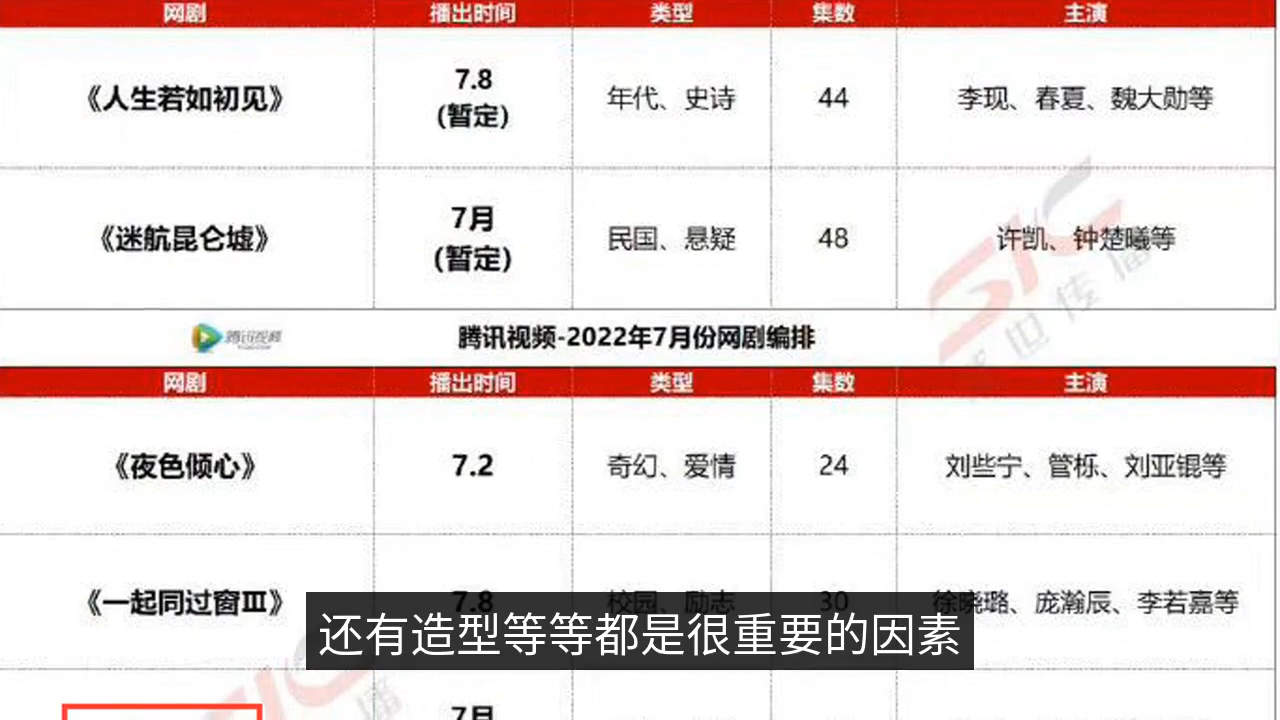 网剧 播出时间 类型 集数 主演
《人生若如初见》 7.8 (暂定) 年代、史诗 44 李现、春夏、魏大勋等
《迷航昆仑墟》 7月 (暂定) 民国、悬疑 48 许凯、钟楚曦等
腾讯视频 腾讯视频-2022年7月份网剧编排
网剧 播出时间 类型 集数 主演
《夜色倾心》 7.2 奇幻、爱情 24 刘些宁、管栎、刘亚锟等
《一起同过窗Ⅲ》 7.8 校园、励志 30 徐晓璐、庞瀚辰、李若嘉等
还有造型等等都是很重要的因素
7月